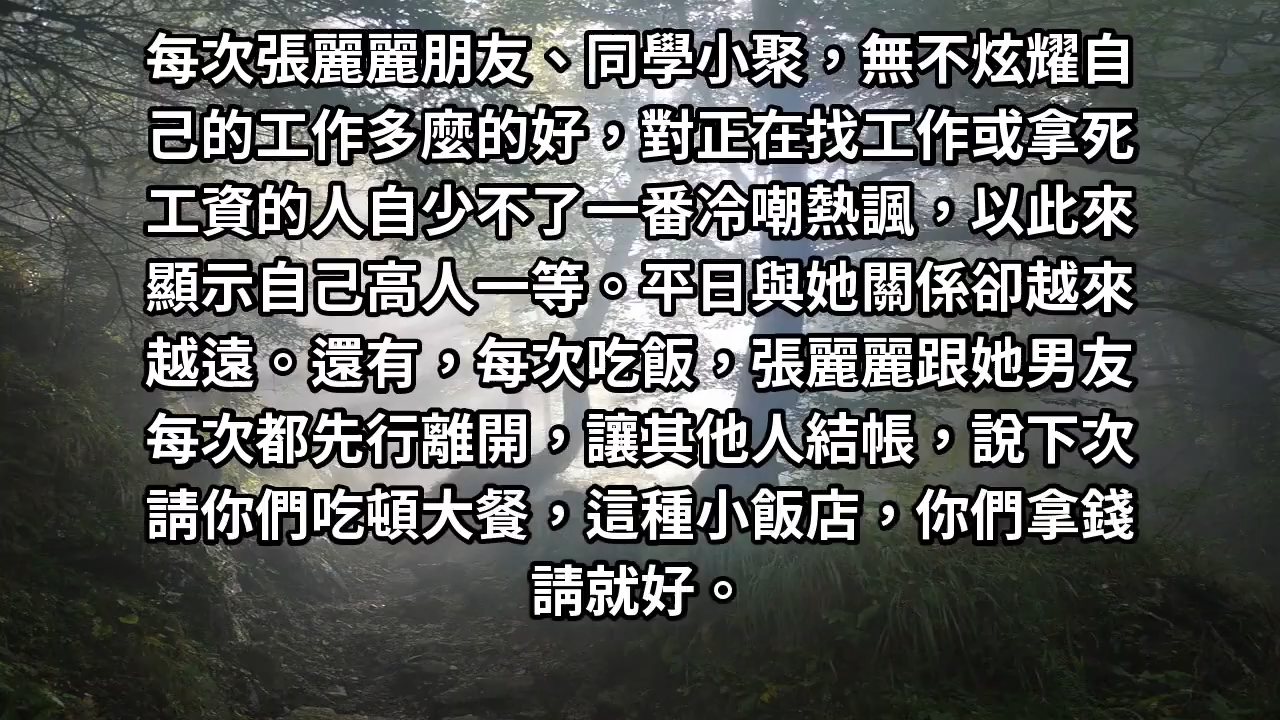 每次張麗麗朋友、同學小聚，無不炫耀自
己的工作多麼的好，對正在找工作或拿死
工資的人自少不了一番冷嘲熱諷，以此來
顯示自己高人一等。平日與她關係卻越來
越遠。還有，每次吃飯，張麗麗跟她男友
每次都先行離開，讓其他人結帳，說下次
請你們吃頓大餐，這種小飯店，你們拿錢
請就好。